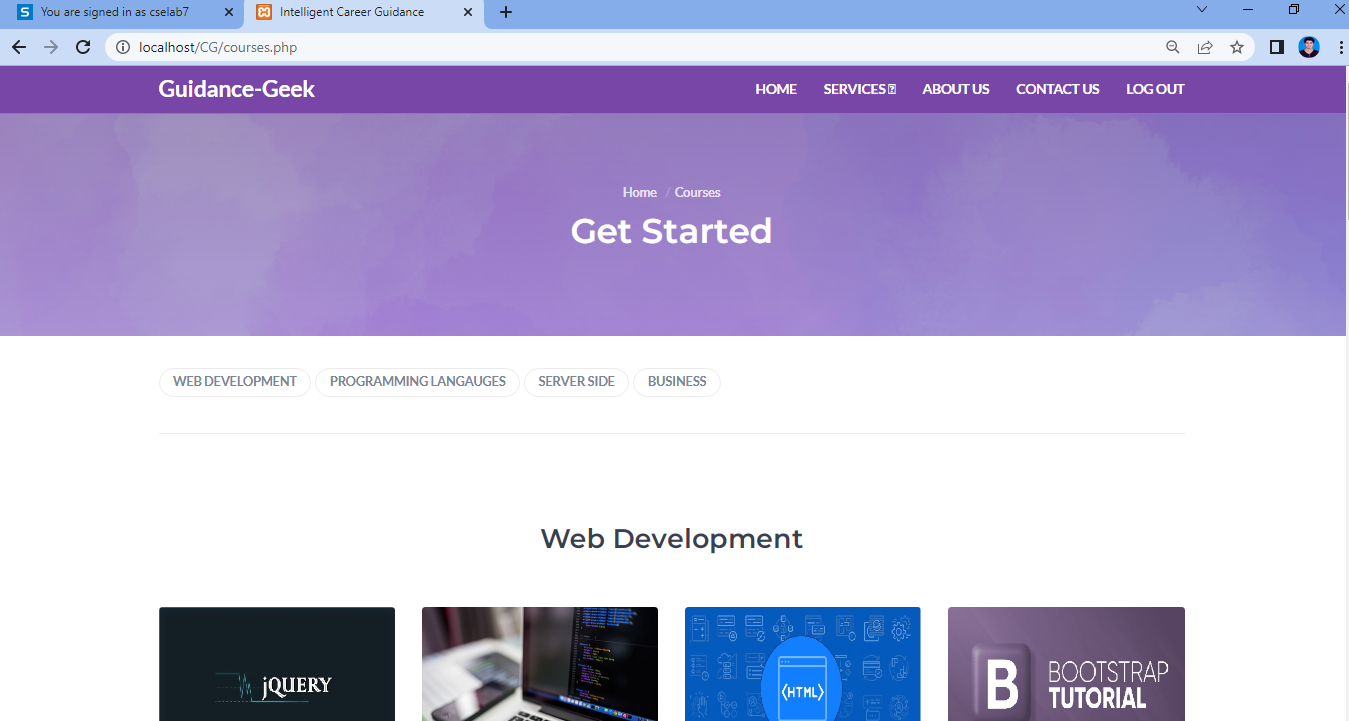 You are signed in as cselab7
Intelligent Career Guidance
localhost/CG/courses.php
Guidance-Geek
HOME SERVICES ABOUT US CONTACT US LOG OUT
Home / Courses
Get Started
WEB DEVELOPMENT PROGRAMMING LANGAUGES SERVER SIDE BUSINESS
Web Development
jQUERY
<HTML>
B BOOTSTRAP
TUTORIAL